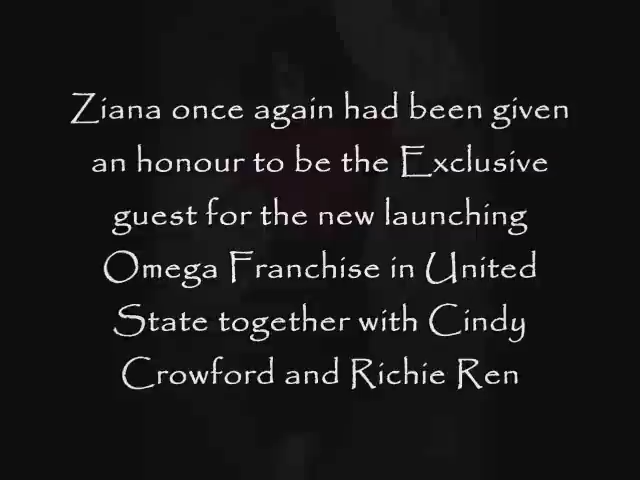 Ziana once again had been given
an honour to be the Exclusive
guest for the new launching
Omega Franchise in United
State together with Cindy
Crowford and Richie Ren